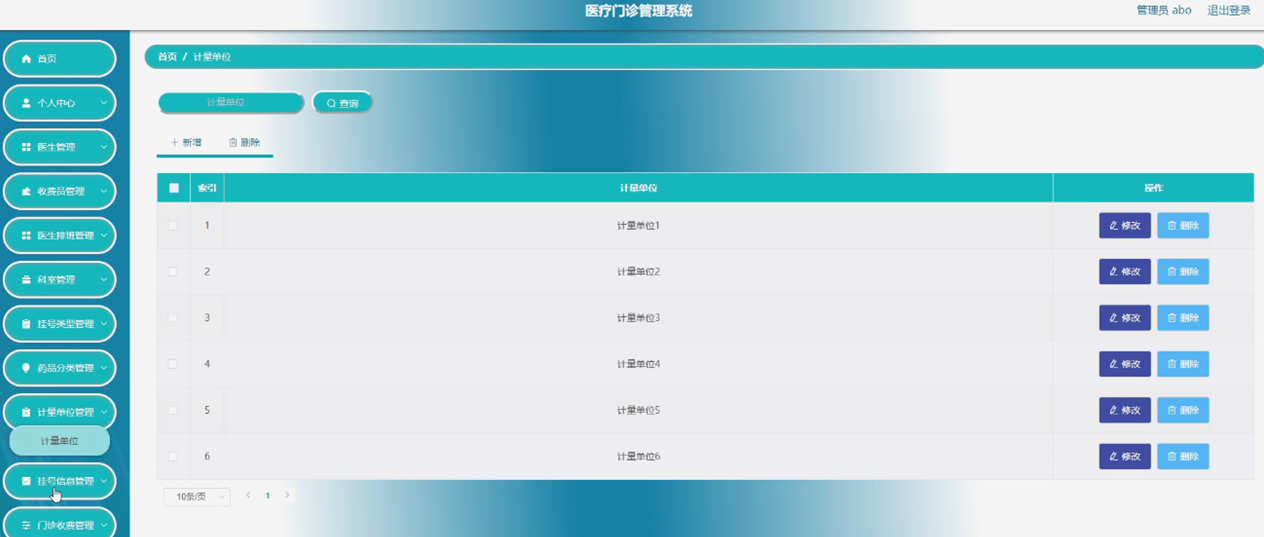 医疗门诊管理系统
管理员 abo 退出登录
首页
个人中心
医生管理
收费员管理
医生排班管理
科室管理
挂号类型管理
药品分类管理
计量单位管理
计量单位
挂号信息管理
门诊收费管理
首页 / 计量单位
计量单位 查询
新增 删除
索引 计量单位 操作
1 计量单位1 修改 删除
2 计量单位2 修改 删除
3 计量单位3 修改 删除
4 计量单位4 修改 删除
5 计量单位5 修改 删除
6 计量单位6 修改 删除
10条/页 1